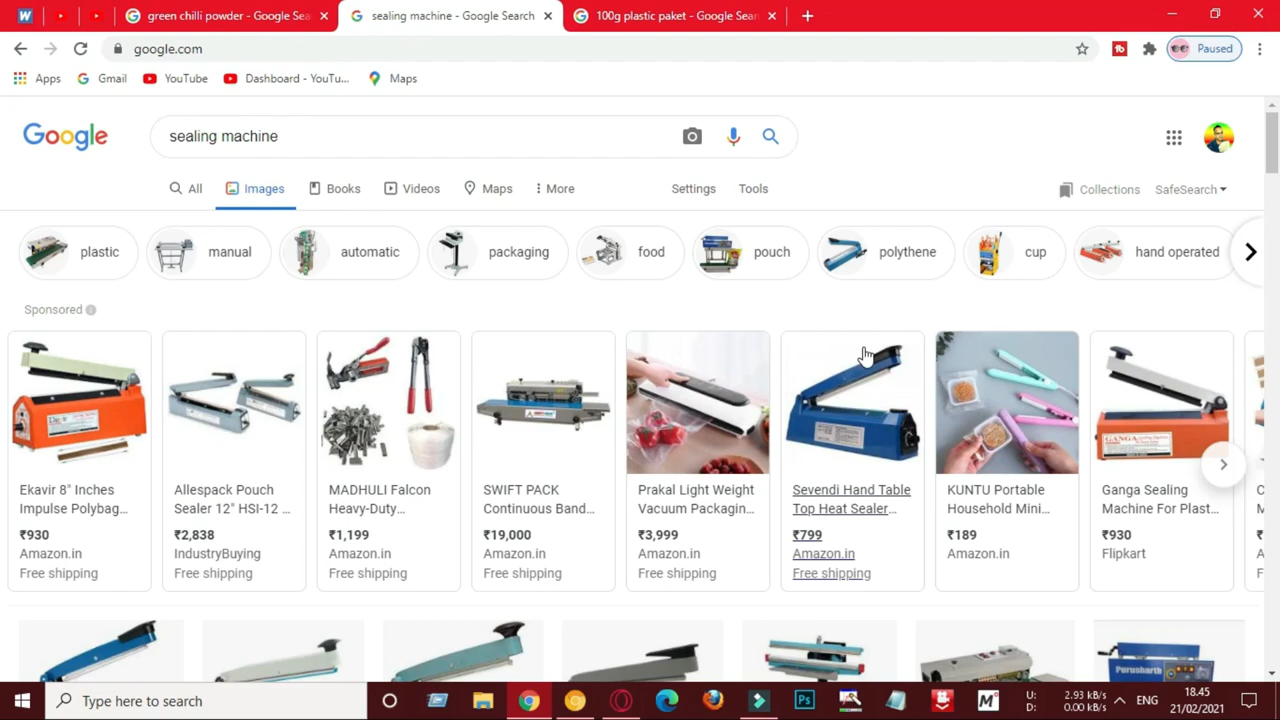 green chilli powder - Google Sea
sealing machine - Google Search
100g plastic paket - Google Sear
google.com
Paused
Apps
Gmail
YouTube
Dashboard - YouTu...
Maps
Google
sealing machine
All
Images
Books
Videos
Maps
More
Settings
Tools
Collections
SafeSearch
plastic
manual
automatic
packaging
food
pouch
polythene
cup
hand operated
Sponsored
Ekavir 8" Inches
Impulse Polybag...
₹930
Amazon.in
Free shipping
Allespack Pouch
Sealer 12" HSI-12 ...
₹2,838
IndustryBuying
Free shipping
MADHULI Falcon
Heavy-Duty...
₹1,199
Amazon.in
Free shipping
SWIFT PACK
Continuous Band...
₹19,000
Amazon.in
Free shipping
Prakal Light Weight
Vacuum Packagin...
₹3,999
Amazon.in
Free shipping
Sevendi Hand Table
Top Heat Sealer...
₹799
Amazon.in
Free shipping
KUNTU Portable
Household Mini...
₹189
Amazon.in
GANGA
Ganga Sealing
Machine For Plast...
₹930
Flipkart
Free shipping
Purusharth
Type here to search
U: 2.93 kB/s
D: 0.00 kB/s
ENG
18.45
21/02/2021